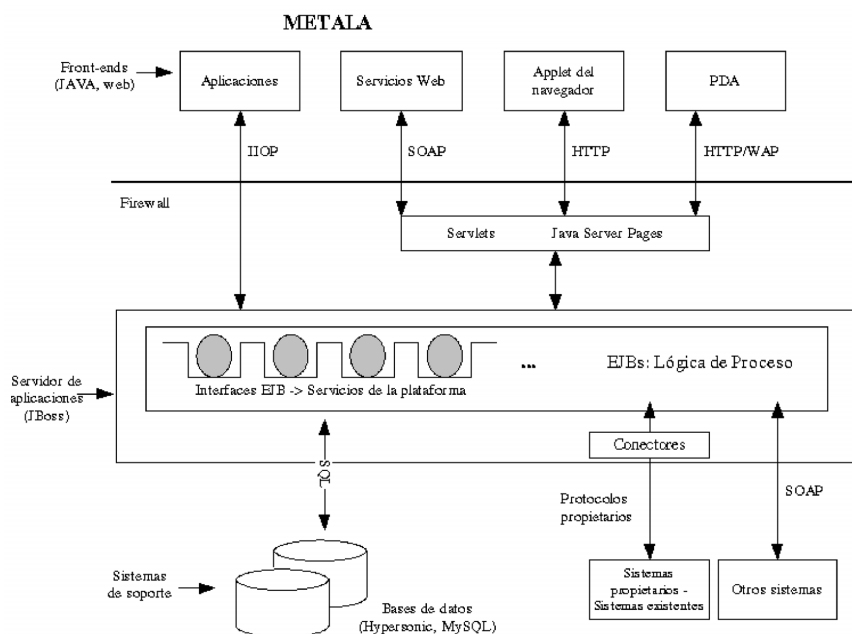 METALA
Front-ends
(JAVA, web)
Aplicaciones
Servicios Web
Applet del
navegador
PDA
IIOP
SOAP
HTTP
HTTP/WAP
Firewall
Servlets
Java Server Pages
Servidor de
aplicaciones
(JBoss)
...
EJBs: Lógica de Proceso
Interfaces EJB -> Servicios de la plataforma
Conectores
SQL
Protocolos
propietarios
SOAP
Sistemas
de soporte
Bases de datos
(Hypersonic, MySQL)
Sistemas
propietarios -
Sistemas existentes
Otros sistemas